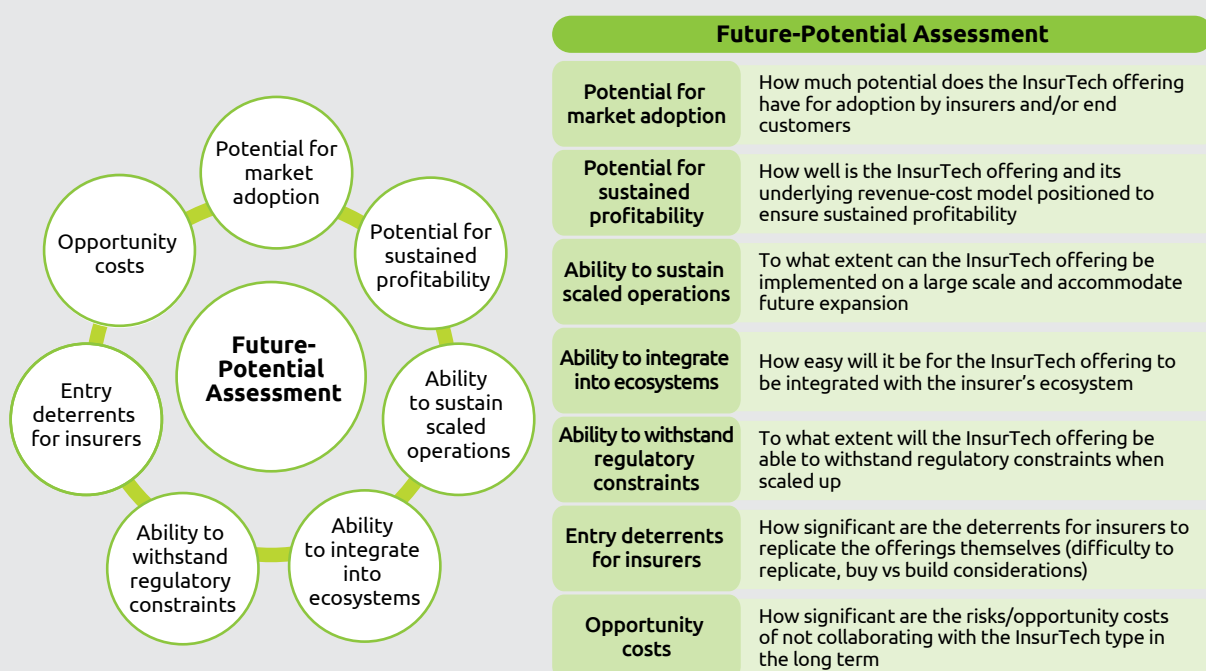 Potential for
market
adoption
Potential for
sustained
profitability
Ability
to sustain
scaled
operations
Ability
to integrate
into
ecosystems
Ability to
withstand
regulatory
constraints
Entry
deterrents
for insurers
Opportunity
costs
Future-
Potential
Assessment
Future-Potential Assessment
Potential for
market adoption
How much potential does the InsurTech offering
have for adoption by insurers and/or end
customers
Potential for
sustained
profitability
How well is the InsurTech offering and its
underlying revenue-cost model positioned to
ensure sustained profitability
Ability to sustain
scaled operations
To what extent can the InsurTech offering be
implemented on a large scale and accommodate
future expansion
Ability to integrate
into ecosystems
How easy will it be for the InsurTech offering to
be integrated with the insurer’s ecosystem
Ability to withstand
regulatory
constraints
To what extent will the InsurTech offering be
able to withstand regulatory constraints when
scaled up
Entry deterrents
for insurers
How significant are the deterrents for insurers to
replicate the offerings themselves (difficulty to
replicate, buy vs build considerations)
Opportunity
costs
How significant are the risks/opportunity costs
of not collaborating with the InsurTech type in
the long term